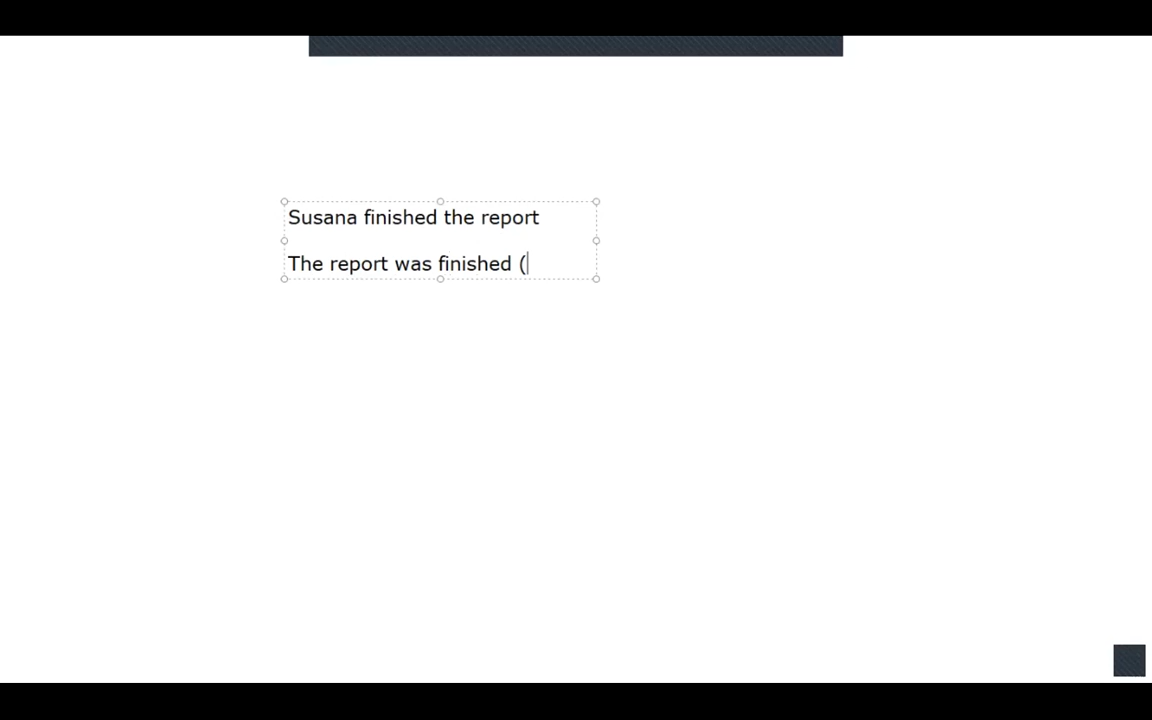 Susana finished the report
The report was finished (